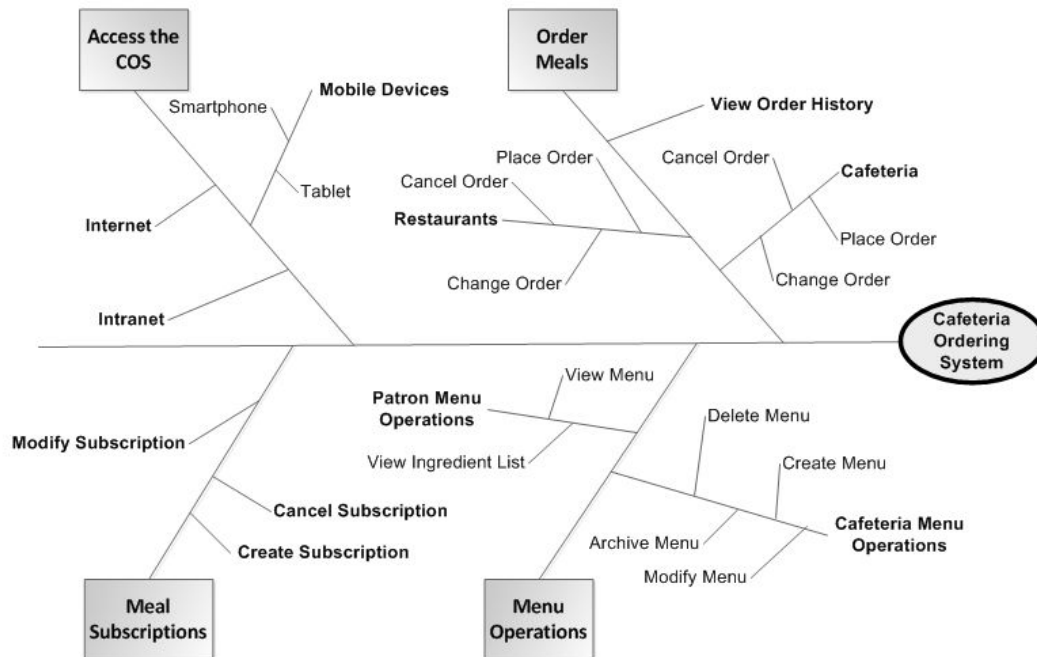 Access the
COS
Order
Meals
Mobile Devices
Smartphone
View Order History
Place Order
Cancel Order
Cancel Order
Cafeteria
Tablet
Internet
Restaurants
Place Order
Change Order
Change Order
Intranet
Cafeteria
Ordering
System
View Menu
Patron Menu
Operations
Delete Menu
Modify Subscription
View Ingredient List
Create Menu
Cancel Subscription
Cafeteria Menu
Operations
Create Subscription
Archive Menu
Modify Menu
Meal
Subscriptions
Menu
Operations